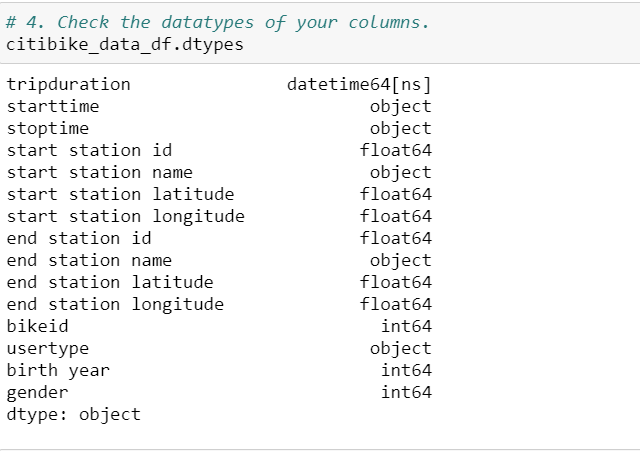 # 4. Check the datatypes of your columns.
citibike_data_df.dtypes
tripduration datetime64[ns]
starttime object
stoptime object
start station id float64
start station name object
start station latitude float64
start station longitude float64
end station id float64
end station name object
end station latitude float64
end station longitude float64
bikeid int64
usertype object
birth year int64
gender int64
dtype: object